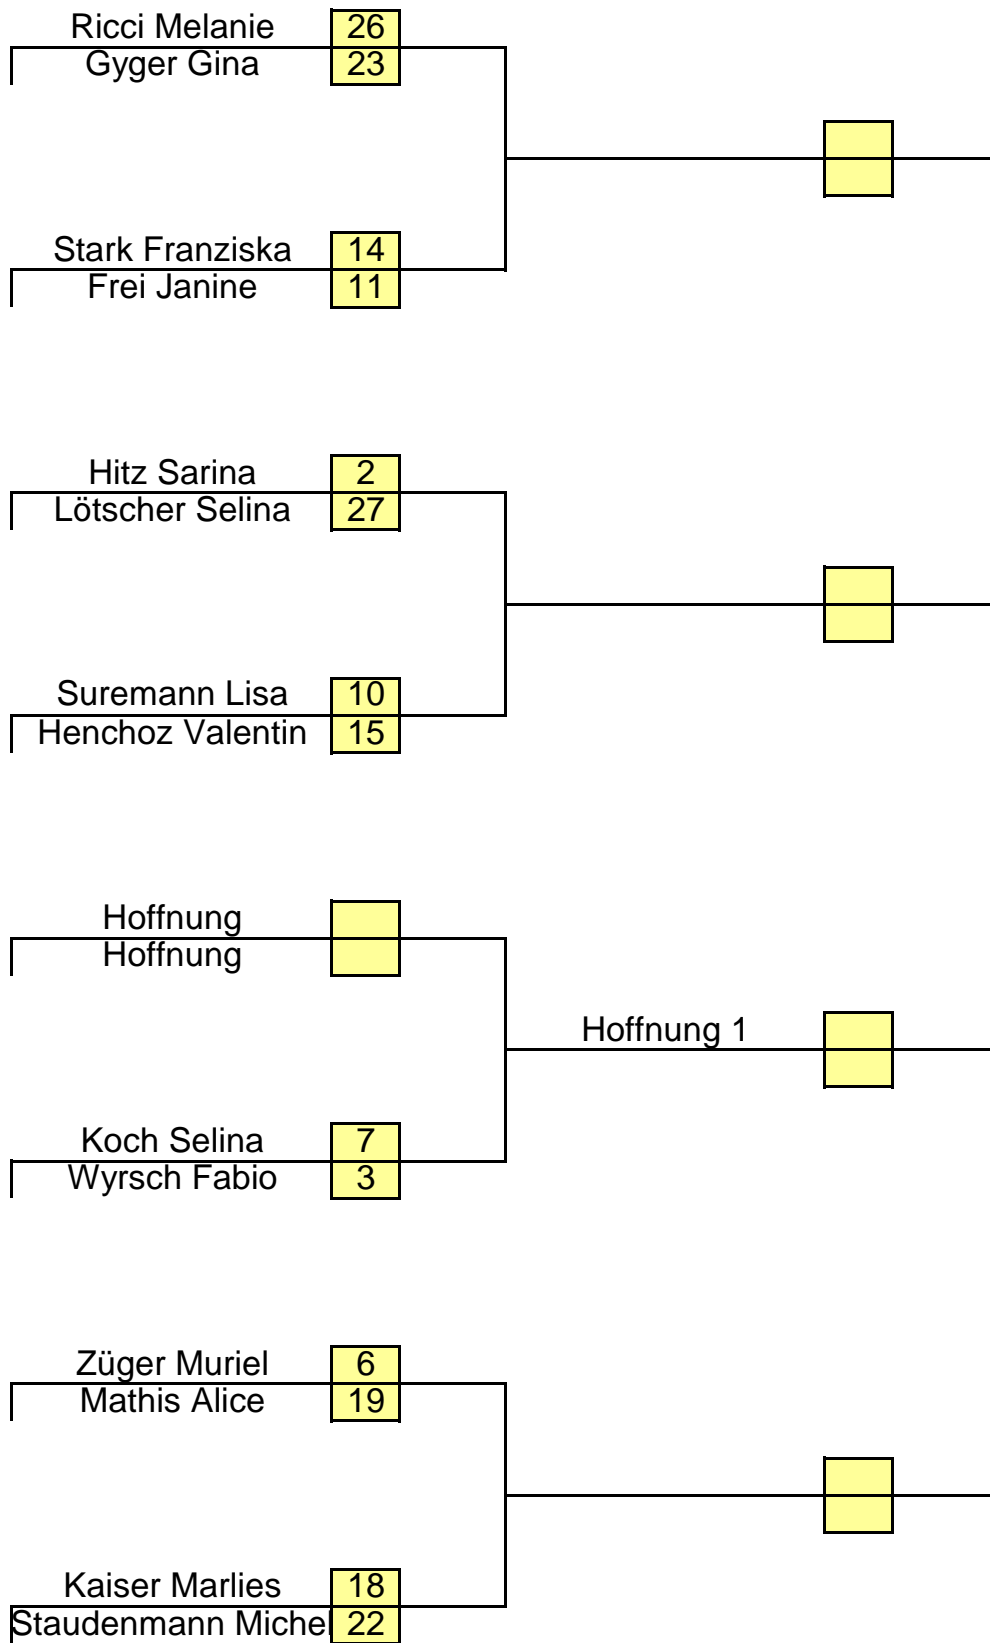 Ricci Melanie 26
Gyger Gina 23
Stark Franziska 14
Frei Janine 11
Hitz Sarina 2
Lötscher Selina 27
Suremann Lisa 10
Henchoz Valentin 15
Hoffnung
Hoffnung
Hoffnung 1
Koch Selina 7
Wyrsch Fabio 3
Züger Muriel 6
Mathis Alice 19
Kaiser Marlies 18
Staudenmann Michel 22